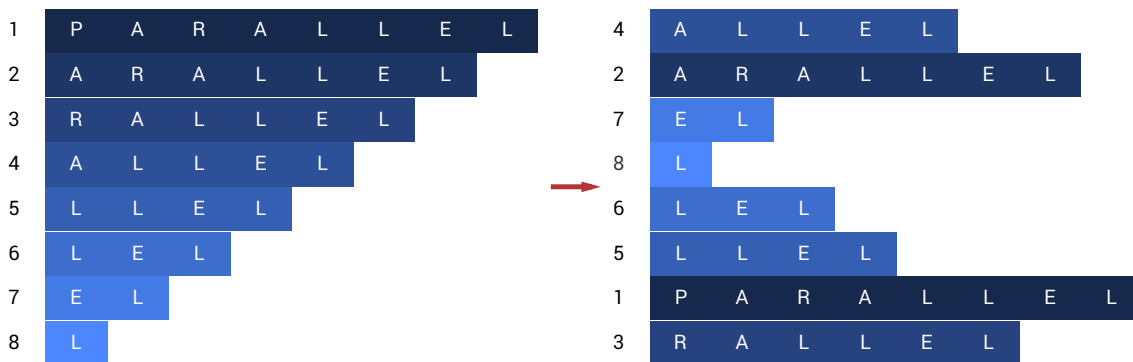 1 P A R A L L E L
2 A R A L L E L
3 R A L L E L
4 A L L E L
5 L L E L
6 L E L
7 E L
8 L
4 A L L E L
2 A R A L L E L
7 E L
8 L
6 L E L
5 L L E L
1 P A R A L L E L
3 R A L L E L